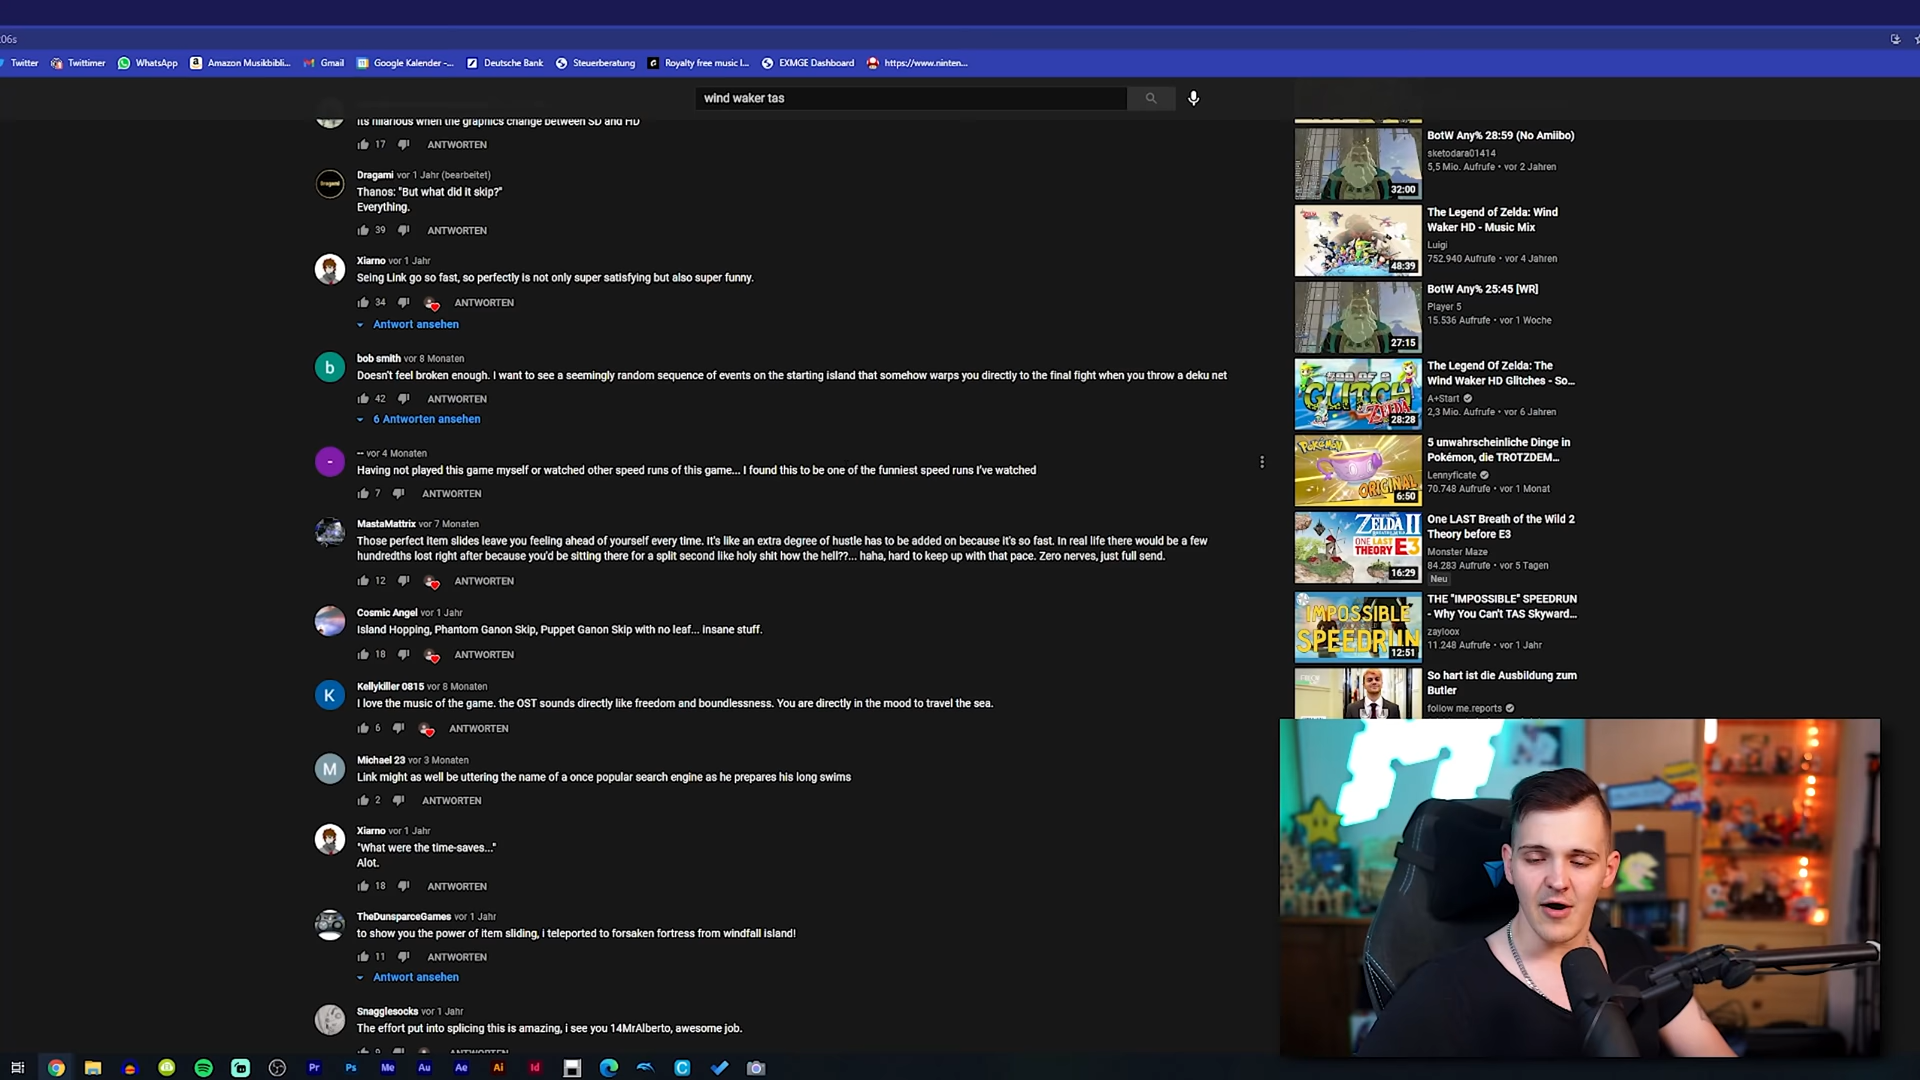 06s
Twitter
Twittimer
WhatsApp
Amazon Musikbibli...
Gmail
Google Kalender -...
Deutsche Bank
Steuerberatung
Royalty free music l...
EXMGE Dashboard
https://www.ninten...
wind waker tas
Its hilarious when the graphics change between SD and HD
17 ANTWORTEN
Dragami vor 1 Jahr (bearbeitet)
Thanos: "But what did it skip?"
Everything.
39 ANTWORTEN
Xiarno vor 1 Jahr
Seing Link go so fast, so perfectly is not only super satisfying but also super funny.
34 ANTWORTEN
Antwort ansehen
b
bob smith vor 8 Monaten
Doesn't feel broken enough. I want to see a seemingly random sequence of events on the starting island that somehow warps you directly to the final fight when you throw a deku net
42 ANTWORTEN
6 Antworten ansehen
-
-- vor 4 Monaten
Having not played this game myself or watched other speed runs of this game... I found this to be one of the funniest speed runs I've watched
7 ANTWORTEN
MastaMattrix vor 7 Monaten
Those perfect item slides leave you feeling ahead of yourself every time. It's like an extra degree of hustle has to be added on because it's so fast. In real life there would be a few
hundredths lost right after because you'd be sitting there for a split second like holy shit how the hell??... haha, hard to keep up with that pace. Zero nerves, just full send.
12 ANTWORTEN
Cosmic Angel vor 1 Jahr
Island Hopping, Phantom Ganon Skip, Puppet Ganon Skip with no leaf... insane stuff.
18 ANTWORTEN
K
Kellykiller 0815 vor 8 Monaten
I love the music of the game. the OST sounds directly like freedom and boundlessness. You are directly in the mood to travel the sea.
6 ANTWORTEN
M
Michael 23 vor 3 Monaten
Link might as well be uttering the name of a once popular search engine as he prepares his long swims
2 ANTWORTEN
Xiarno vor 1 Jahr
"What were the time-saves..."
Alot.
18 ANTWORTEN
TheDunsparceGames vor 1 Jahr
to show you the power of item sliding, i teleported to forsaken fortress from windfall island!
11 ANTWORTEN
Antwort ansehen
Snagglesocks vor 1 Jahr
The effort put into splicing this is amazing, i see you 14MrAlberto, awesome job.
9 ANTWORTEN
32:00
BotW Any% 28:59 (No Amiibo)
sketodara01414
5,5 Mio. Aufrufe • vor 2 Jahren
48:39
The Legend of Zelda: Wind
Waker HD - Music Mix
Luigi
752.940 Aufrufe • vor 4 Jahren
27:15
BotW Any% 25:45 [WR]
Player 5
15.536 Aufrufe • vor 1 Woche
GLITCH
ZELDA
28:28
The Legend Of Zelda: The
Wind Waker HD Glitches - So...
A+Start
2,3 Mio. Aufrufe • vor 6 Jahren
POKéMON
ORIGINAL
6:50
5 unwahrscheinliche Dinge in
Pokémon, die TROTZDEM...
Lennyficate
70.748 Aufrufe • vor 1 Monat
ZELDA II
ONE LAST
THEORY E3
16:29
One LAST Breath of the Wild 2
Theory before E3
Monster Maze
84.283 Aufrufe • vor 5 Tagen
Neu
IMPOSSIBLE
SPEEDRUN
12:51
THE "IMPOSSIBLE" SPEEDRUN
- Why You Can't TAS Skyward...
zayloox
11.248 Aufrufe • vor 1 Jahr
So hart ist die Ausbildung zum
Butler
follow me.reports
Pr
Ps
Me
Au
Ae
Ai
Id